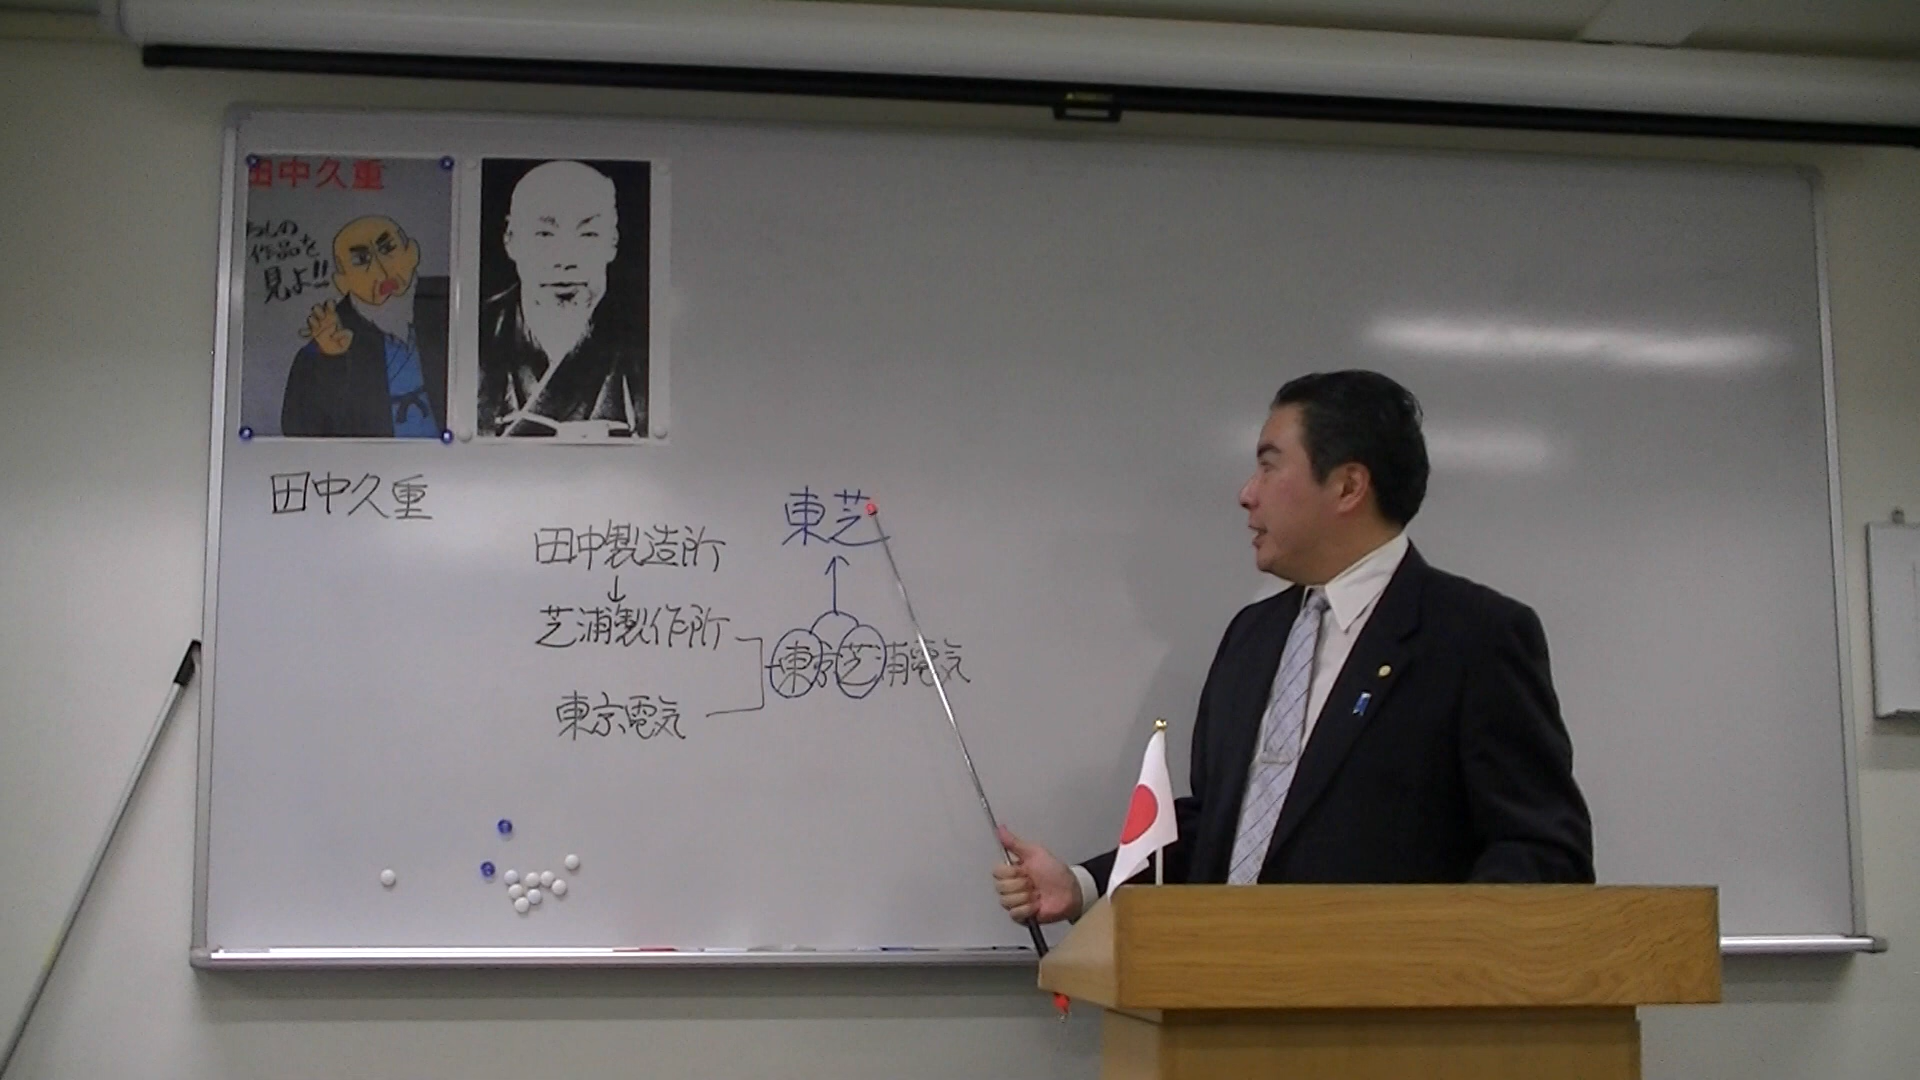 田中久重
わしの
作品を
見よ!!
田中久重
田中製造所
↓
芝浦製作所
東京電気
東京芝浦電気
↑
東芝